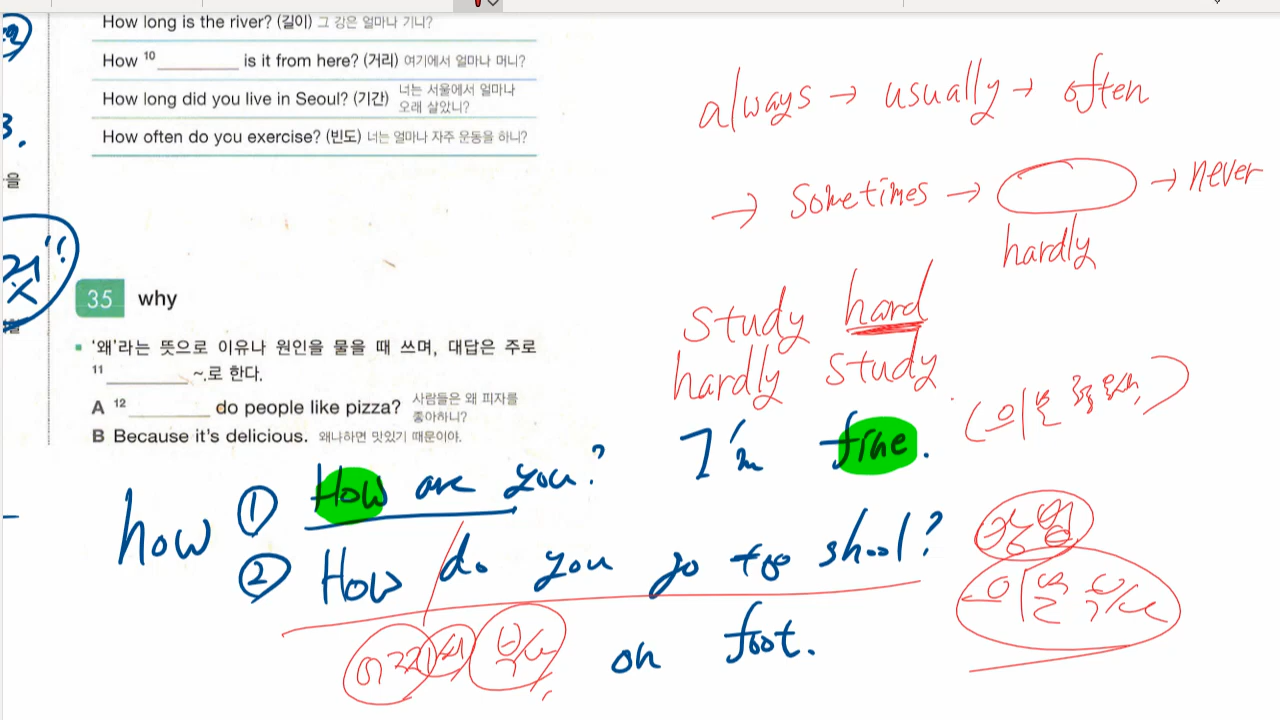 How long is the river? (길이) 그 강은 얼마나 기니?
How 10 ________ is it from here? (거리) 여기에서 얼마나 머니?
How long did you live in Seoul? (기간) 너는 서울에서 얼마나
오래 살았니?
How often do you exercise? (빈도) 너는 얼마나 자주 운동을 하니?
3.
을
35 why
'왜'라는 뜻으로 이유나 원인을 물을 때 쓰며, 대답은 주로
11 ________ ~.로 한다.
A 12 ________ do people like pizza? 사람들은 왜 피자를
좋아하니?
B Because it's delicious. 왜냐하면 맛있기 때문이야.
always → usually → often
→ Sometimes → → never
hardly
study hard
hardly study
how ① How are you? I'm fine.
② How do you go too shool?
on foot.
방법
의문부사